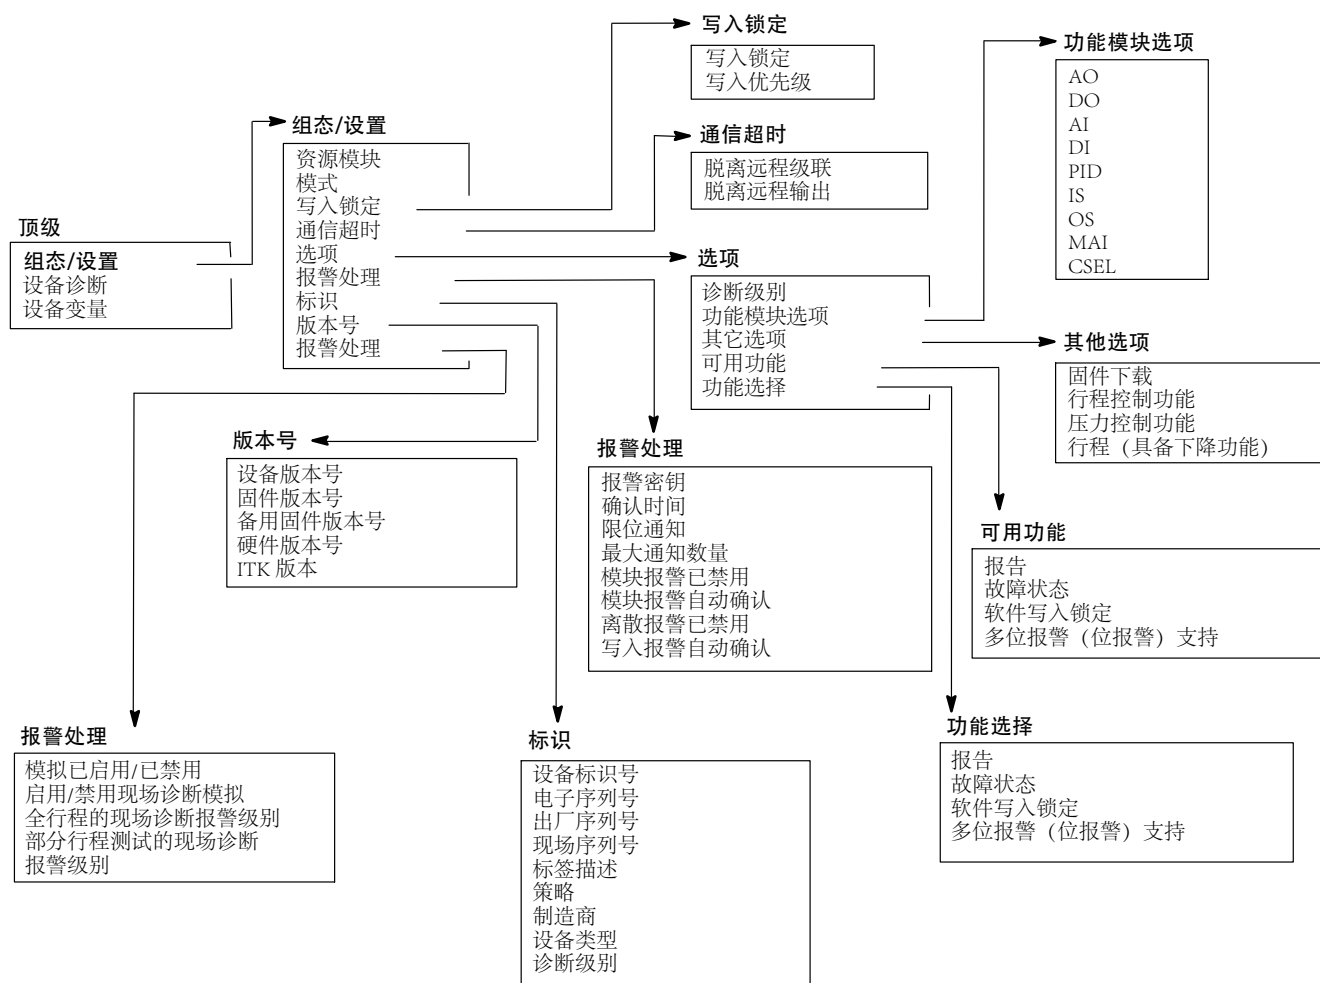 顶级
组态/设置
设备诊断
设备变量
组态/设置
资源模块
模式
写入锁定
通信超时
选项
报警处理
标识
版本号
报警处理
写入锁定
写入锁定
写入优先级
通信超时
脱离远程级联
脱离远程输出
选项
诊断级别
功能模块选项
其它选项
可用功能
功能选择
功能模块选项
AO
DO
AI
DI
PID
IS
OS
MAI
CSEL
其他选项
固件下载
行程控制功能
压力控制功能
行程（具备下降功能）
版本号
设备版本号
固件版本号
备用固件版本号
硬件版本号
ITK 版本
报警处理
报警密钥
确认时间
限位通知
最大通知数量
模块报警已禁用
模块报警自动确认
离散报警已禁用
写入报警自动确认
可用功能
报告
故障状态
软件写入锁定
多位报警（位报警）支持
报警处理
模拟已启用/已禁用
启用/禁用现场诊断模拟
全行程的现场诊断报警级别
部分行程测试的现场诊断
报警级别
标识
设备标识号
电子序列号
出厂序列号
现场序列号
标签描述
策略
制造商
设备类型
诊断级别
功能选择
报告
故障状态
软件写入锁定
多位报警（位报警）支持